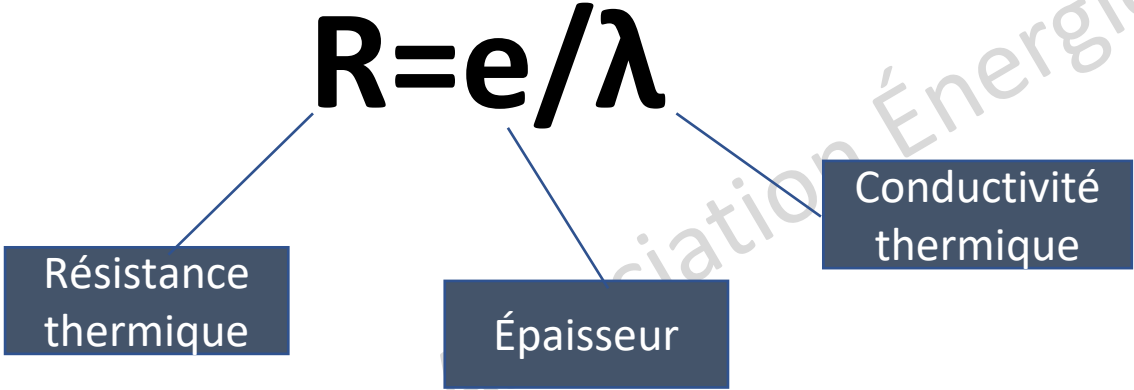 R=e/λ
Conductivité
thermique
Résistance
thermique
Épaisseur